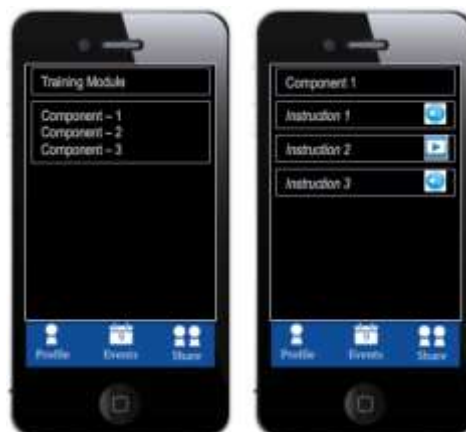 Training Module
Component – 1
Component – 2
Component – 3
Profile
Events
Share
Component 1
Instruction 1
Instruction 2
Instruction 3
Profile
Events
Share